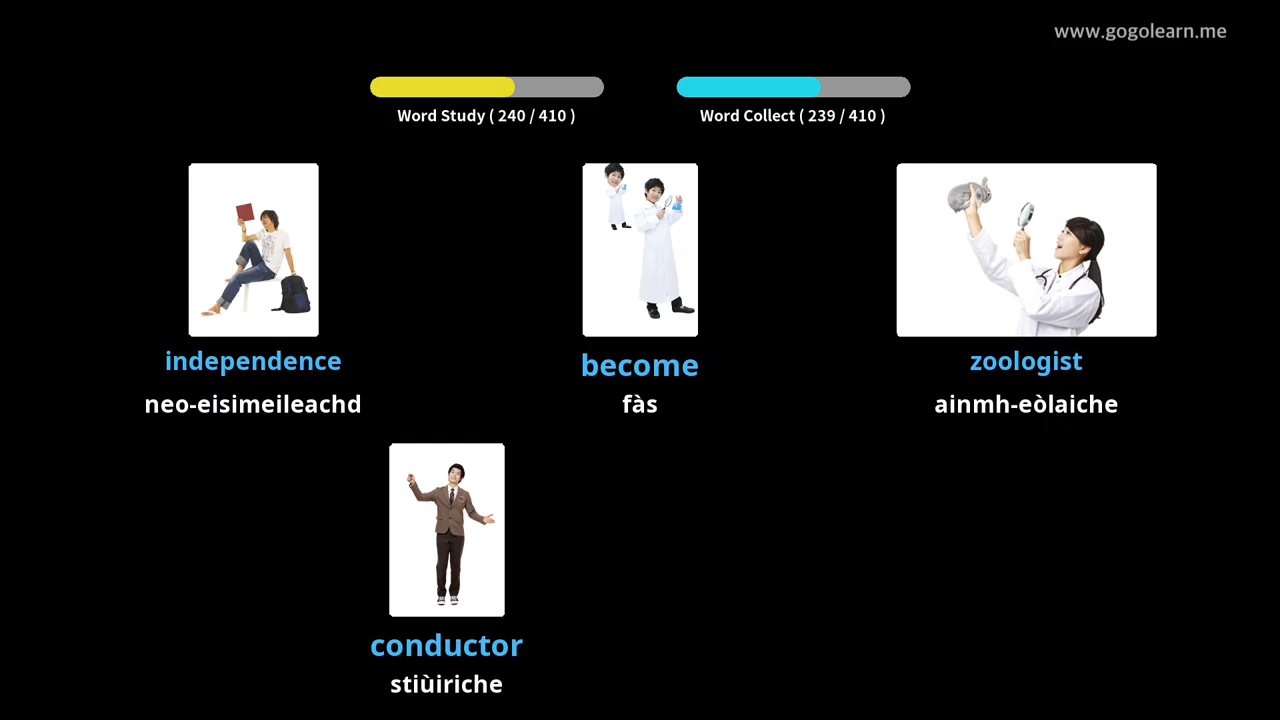 www.gogolearn.me
Word Study ( 240 / 410 )
Word Collect ( 239 / 410 )
independence
neo-eisimeileachd
become
fàs
zoologist
ainmh-eòlaiche
conductor
stiùiriche